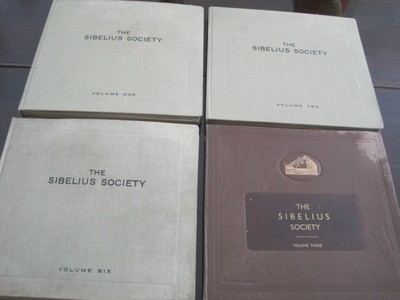 THE
SIBELIUS SOCIETY
VOLUME ONE
THE
SIBELIUS SOCIETY
VOLUME TWO
THE
SIBELIUS SOCIETY
VOLUME SIX
THE
SIBELIUS
SOCIETY
VOLUME THREE